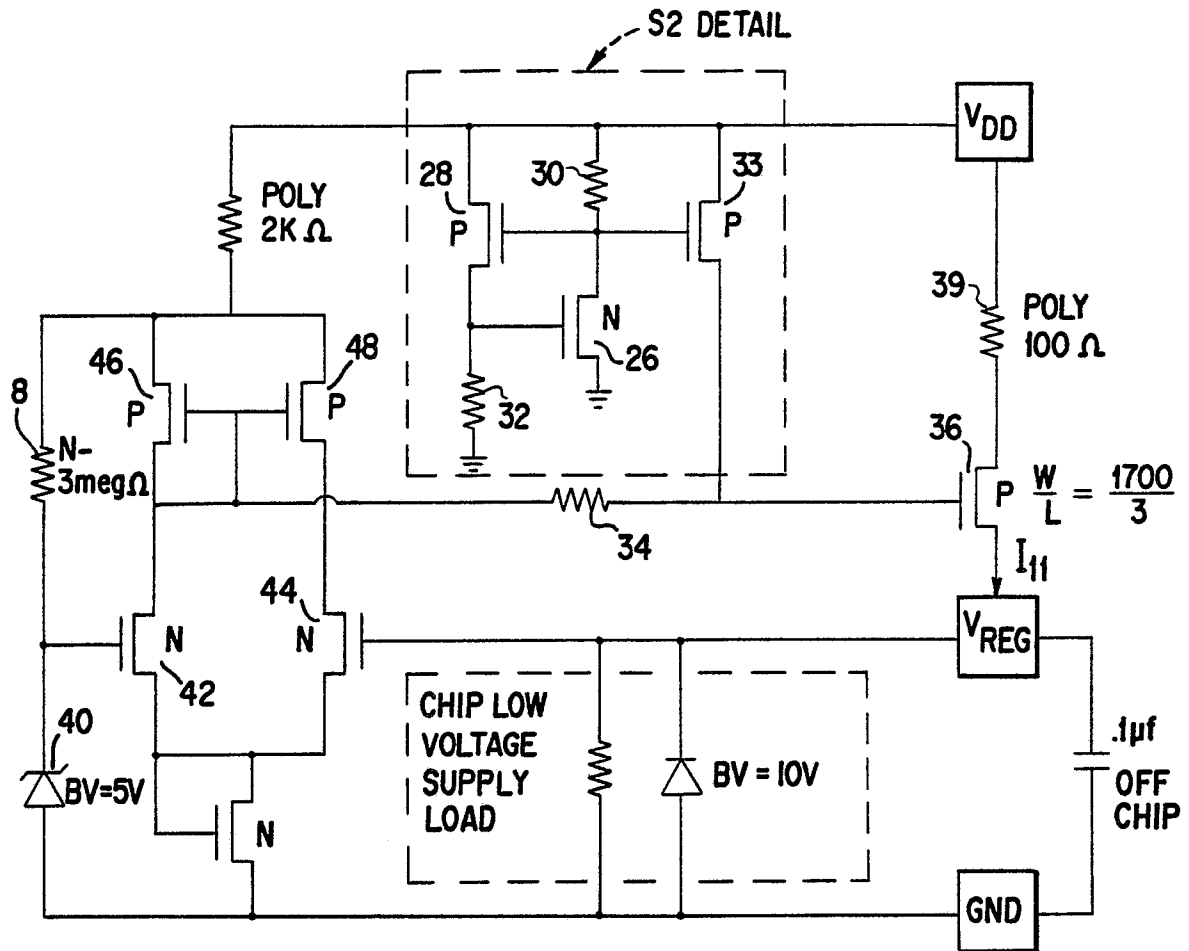 S2 DETAIL
V_DD
28
30
33
POLY
2K Ω
P
P
39
POLY
100 Ω
N
26
46
48
8
P
P
32
36
N-
3megΩ
P W/L = 1700/3
34
I_11
44
N
N
V_REG
42
CHIP LOW
VOLTAGE
SUPPLY
LOAD
40
BV=5V
BV = 10V
.1μf
OFF
CHIP
N
GND